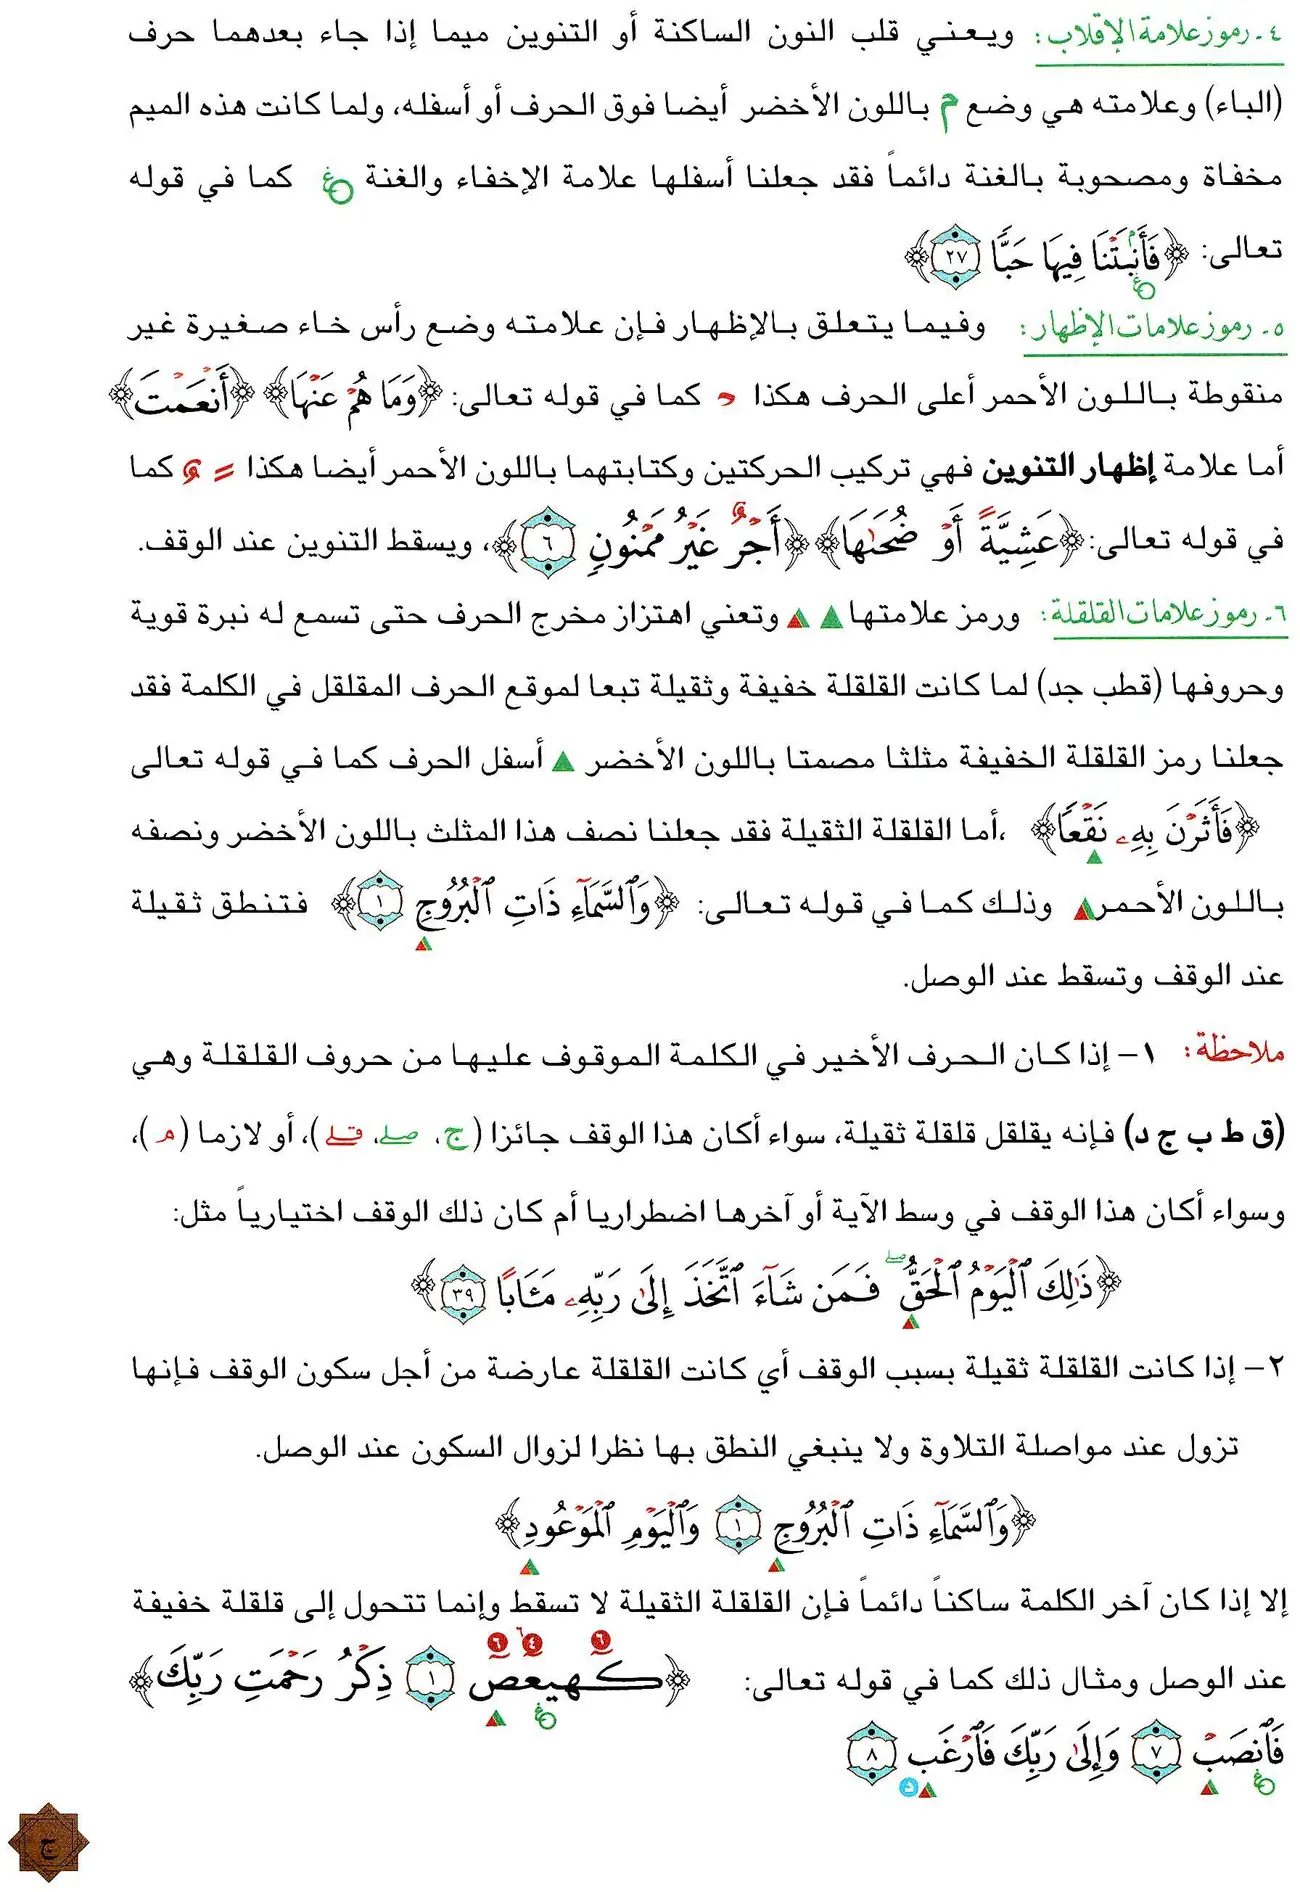 ٤ـ رموز علامة الإقلاب: ويعني قلب النون الساكنة أو التنوين ميما إذا جاء بعدهما حرف
(الباء) وعلامته هي وضع م باللون الأخضر أيضا فوق الحرف أو أسفله، ولما كانت هذه الميم
مخفاة ومصحوبة بالغنة دائماً فقد جعلنا أسفلها علامة الإخفاء والغنة غ كما في قوله
تعالى: ﴿فَأَنۢبَتْنَا فِيهَا حَبًّا ٢٧﴾
٥ـ رموز علامات الإظهار: وفيما يتعلق بالإظهار فإن علامته وضع رأس خاء صغيرة غير
منقوطة باللون الأحمر أعلى الحرف هكذا ح كما في قوله تعالى: ﴿وَمَا هُمْ عَنْهَا﴾ ﴿أَنْعَمْتَ﴾
أما علامة إظهار التنوين فهي تركيب الحركتين وكتابتهما باللون الأحمر أيضا هكذا ً ٌ كما
في قوله تعالى: ﴿عَشِيَّةً أَوْ ضُحَىٰهَا﴾ ﴿أَجْرٌ غَيْرُ مَمْنُونٍ ٦﴾، ويسقط التنوين عند الوقف.
٦ـ رموز علامات القلقلة: ورمز علامتها ▲ ▲ وتعني اهتزاز مخرج الحرف حتى تسمع له نبرة قوية
وحروفها (قطب جد) لما كانت القلقلة خفيفة وثقيلة تبعا لموقع الحرف المقلقل في الكلمة فقد
جعلنا رمز القلقلة الخفيفة مثلثا مصمتا باللون الأخضر ▲ أسفل الحرف كما في قوله تعالى
﴿فَأَثَرْنَ بِهِۦ نَقْعًا﴾ ،أما القلقلة الثقيلة فقد جعلنا نصف هذا المثلث باللون الأخضر ونصفه
باللون الأحمر ▲ وذلك كما في قوله تعالى: ﴿وَٱلسَّمَآءِ ذَاتِ ٱلْبُرُوجِ ١﴾ فتنطق ثقيلة
عند الوقف وتسقط عند الوصل.
ملاحظة: ١– إذا كان الحرف الأخير في الكلمة الموقوف عليها من حروف القلقلة وهي
(ق ط ب ج د) فإنه يقلقل قلقلة ثقيلة، سواء أكان هذا الوقف جائزا (ج، صلے، قلے)، أو لازما (م)،
وسواء أكان هذا الوقف في وسط الآية أو آخرها اضطراريا أم كان ذلك الوقف اختيارياً مثل:
﴿ذَٰلِكَ ٱلْيَوْمُ ٱلْحَقُّ ۖ فَمَن شَآءَ ٱتَّخَذَ إِلَىٰ رَبِّهِۦ مَـَٔابًا ٣٩﴾
٢– إذا كانت القلقلة ثقيلة بسبب الوقف أي كانت القلقلة عارضة من أجل سكون الوقف فإنها
تزول عند مواصلة التلاوة ولا ينبغي النطق بها نظرا لزوال السكون عند الوصل.
﴿وَٱلسَّمَآءِ ذَاتِ ٱلْبُرُوجِ ١ وَٱلْيَوْمِ ٱلْمَوْعُودِ﴾
إلا إذا كان آخر الكلمة ساكناً دائماً فإن القلقلة الثقيلة لا تسقط وإنما تتحول إلى قلقلة خفيفة
عند الوصل ومثال ذلك كما في قوله تعالى: ﴿كٓهيعٓصٓ ١ ذِكْرُ رَحْمَتِ رَبِّكَ﴾
فَٱنصَبْ ٧ وَإِلَىٰ رَبِّكَ فَٱرْغَب ٨
ج